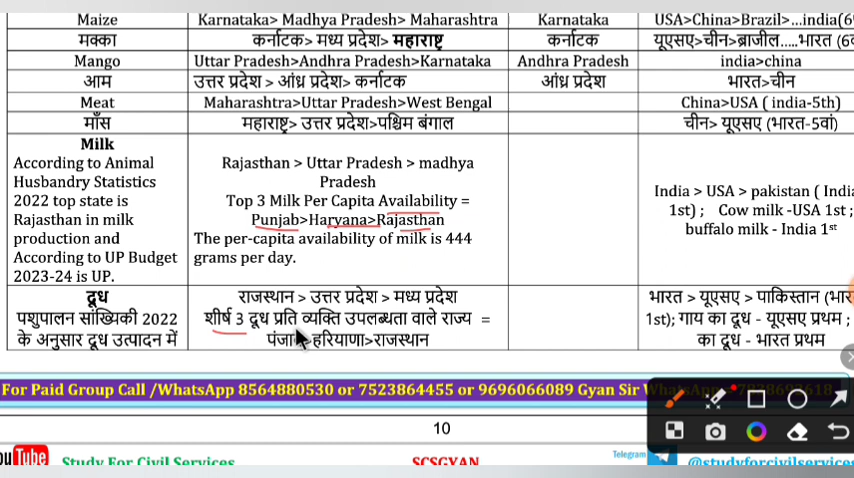 Maize
Karnataka> Madhya Pradesh> Maharashtra
Karnataka
USA>China>Brazil>...india(6
मक्का
कर्नाटक> मध्य प्रदेश> महाराष्ट्र
कर्नाटक
यूएसए>चीन>ब्राजील.....भारत (6
Mango
Uttar Pradesh>Andhra Pradesh>Karnataka
Andhra Pradesh
india>china
आम
उत्तर प्रदेश > आंध्र प्रदेश> कर्नाटक
आंध्र प्रदेश
भारत>चीन
Meat
Maharashtra>Uttar Pradesh>West Bengal
China>USA ( india-5th)
माँस
महाराष्ट्र> उत्तर प्रदेश >पश्चिम बंगाल
चीन> यूएसए (भारत-5वां)
Milk
According to Animal
Husbandry Statistics
2022 top state is
Rajasthan in milk
production and
According to UP Budget
2023-24 is UP.
Rajasthan > Uttar Pradesh > madhya
Pradesh
Top 3 Milk Per Capita Availability =
Punjab>Haryana>Rajasthan
The per-capita availability of milk is 444
grams per day.
India > USA > pakistan ( India
1st) ; Cow milk -USA 1st ;
buffalo milk - India 1st
दूध
पशुपालन सांख्यिकी 2022
के अनुसार दूध उत्पादन में
राजस्थान > उत्तर प्रदेश > मध्य प्रदेश
शीर्ष 3 दूध प्रति व्यक्ति उपलब्धता वाले राज्य =
>हरियाणा>राजस्थान
भारत > यूएसए > पाकिस्तान (भार
1st); गाय का दूध - यूएसए प्रथम ;
का दूध - भारत प्रथम
For Paid Group Call /WhatsApp 8564880530 or 7523864455 or 9696066089 Gyan Sir
10
ou Tube
Study For Civil Services
SCSGYAN
Telegram
@studyforcivilservices